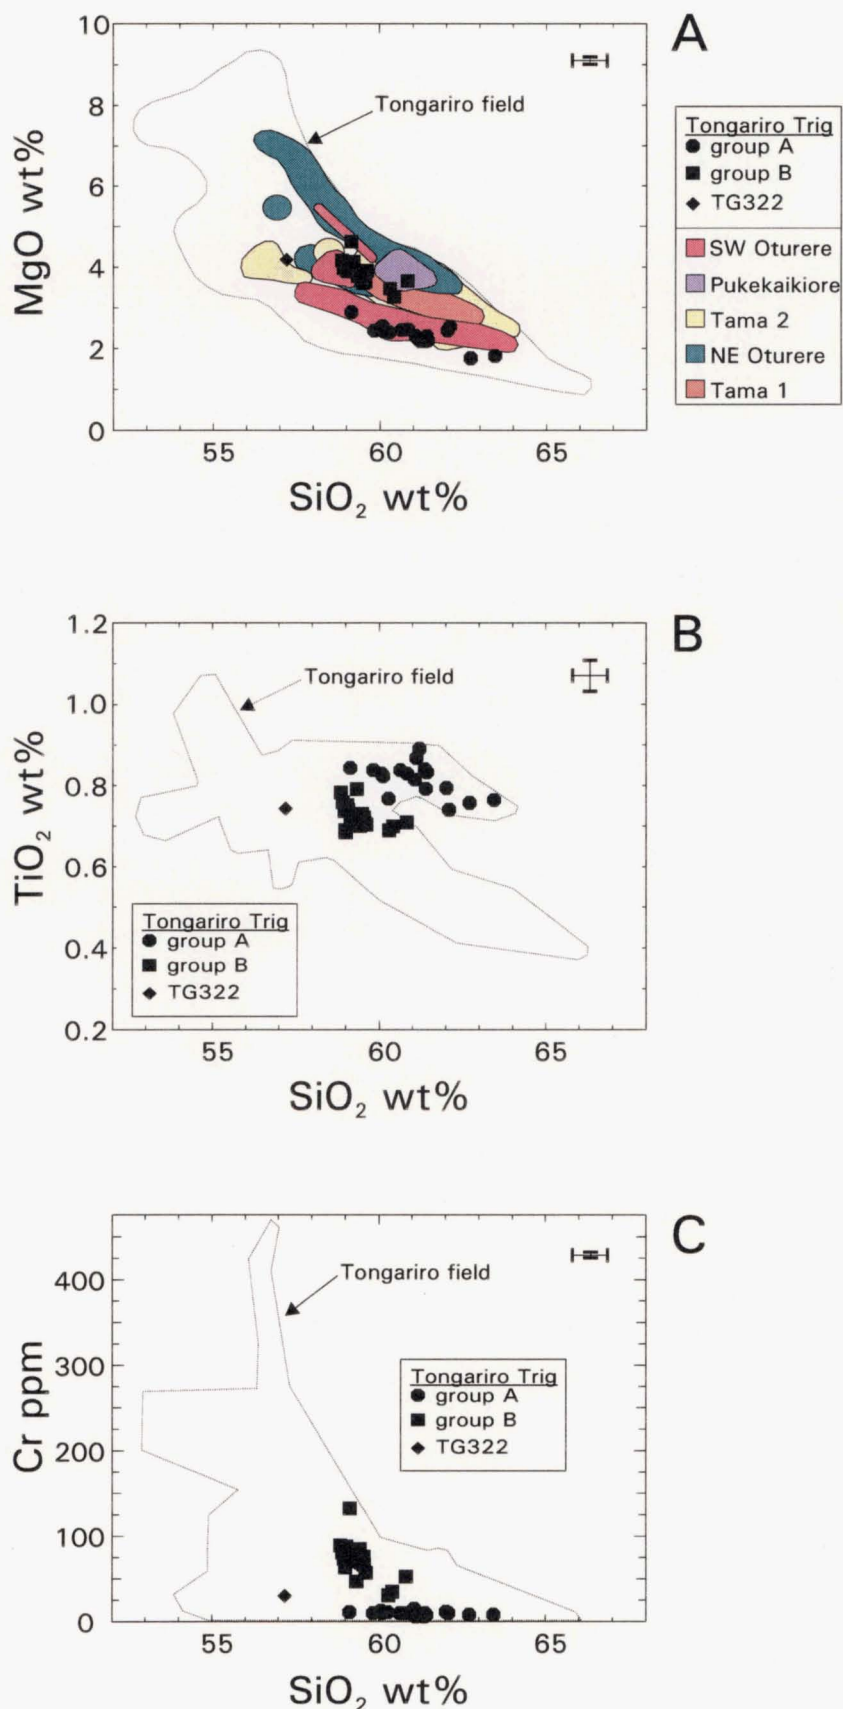 A
10
8
6
4
2
0
MgO wt%
Tongariro field
55
60
65
SiO₂ wt%
Tongariro Trig
group A
group B
TG322
SW Oturere
Pukekaikiore
Tama 2
NE Oturere
Tama 1
B
1.2
1.0
0.8
0.6
0.4
0.2
TiO₂ wt%
Tongariro field
Tongariro Trig
group A
group B
TG322
55
60
65
SiO₂ wt%
C
400
300
200
100
0
Cr ppm
Tongariro field
Tongariro Trig
group A
group B
TG322
55
60
65
SiO₂ wt%